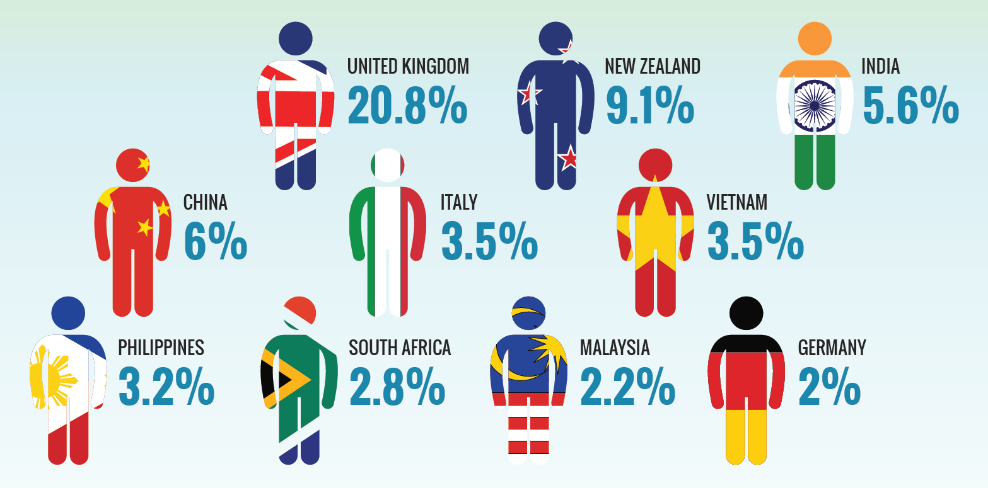 UNITED KINGDOM
20.8%
NEW ZEALAND
9.1%
INDIA
5.6%
CHINA
6%
ITALY
3.5%
VIETNAM
3.5%
PHILIPPINES
3.2%
SOUTH AFRICA
2.8%
MALAYSIA
2.2%
GERMANY
2%